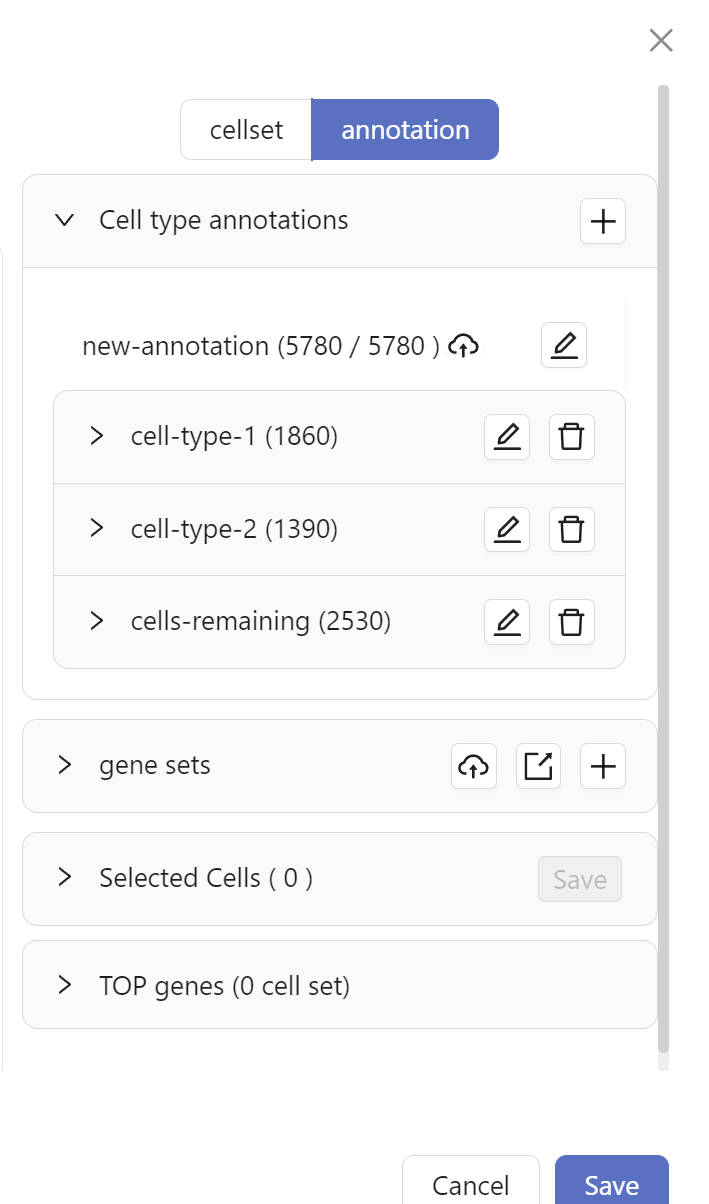 cellset
annotation
Cell type annotations
new-annotation (5780 / 5780 )
cell-type-1 (1860)
cell-type-2 (1390)
cells-remaining (2530)
gene sets
Selected Cells ( 0 )
Save
TOP genes (0 cell set)
Cancel
Save